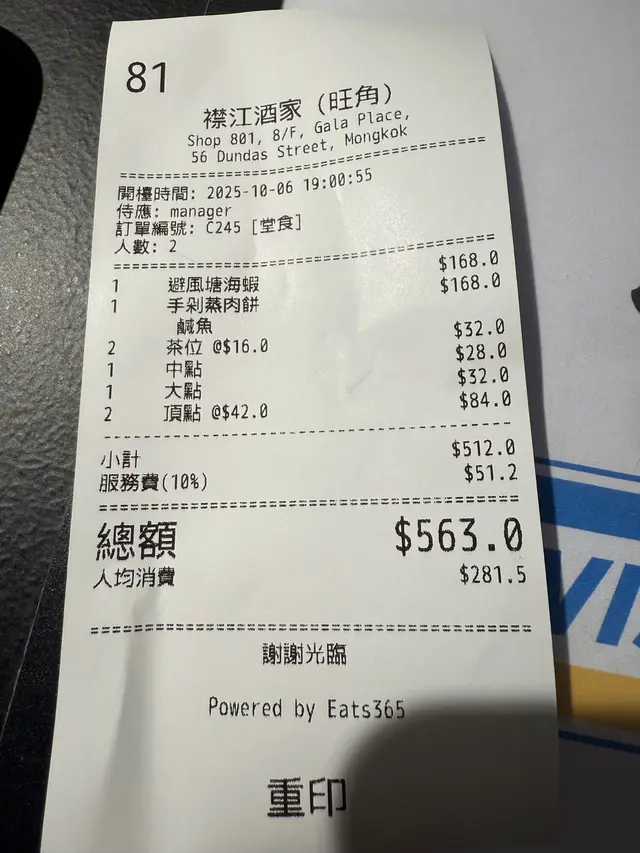 81
襟江酒家 (旺角)
Shop 801, 8/F, Gala Place,
56 Dundas Street, Mongkok
開檯時間: 2025-10-06 19:00:55
侍應: manager
訂單編號: C245 [堂食]
人數: 2
1 避風塘海蝦 $168.0
1 手剁蒸肉餅 $168.0
鹹魚
2 茶位 @$16.0 $32.0
1 中點 $28.0
1 大點 $32.0
2 頂點 @$42.0 $84.0
小計 $512.0
服務費(10%) $51.2
總額 $563.0
人均消費 $281.5
謝謝光臨
Powered by Eats365
重印